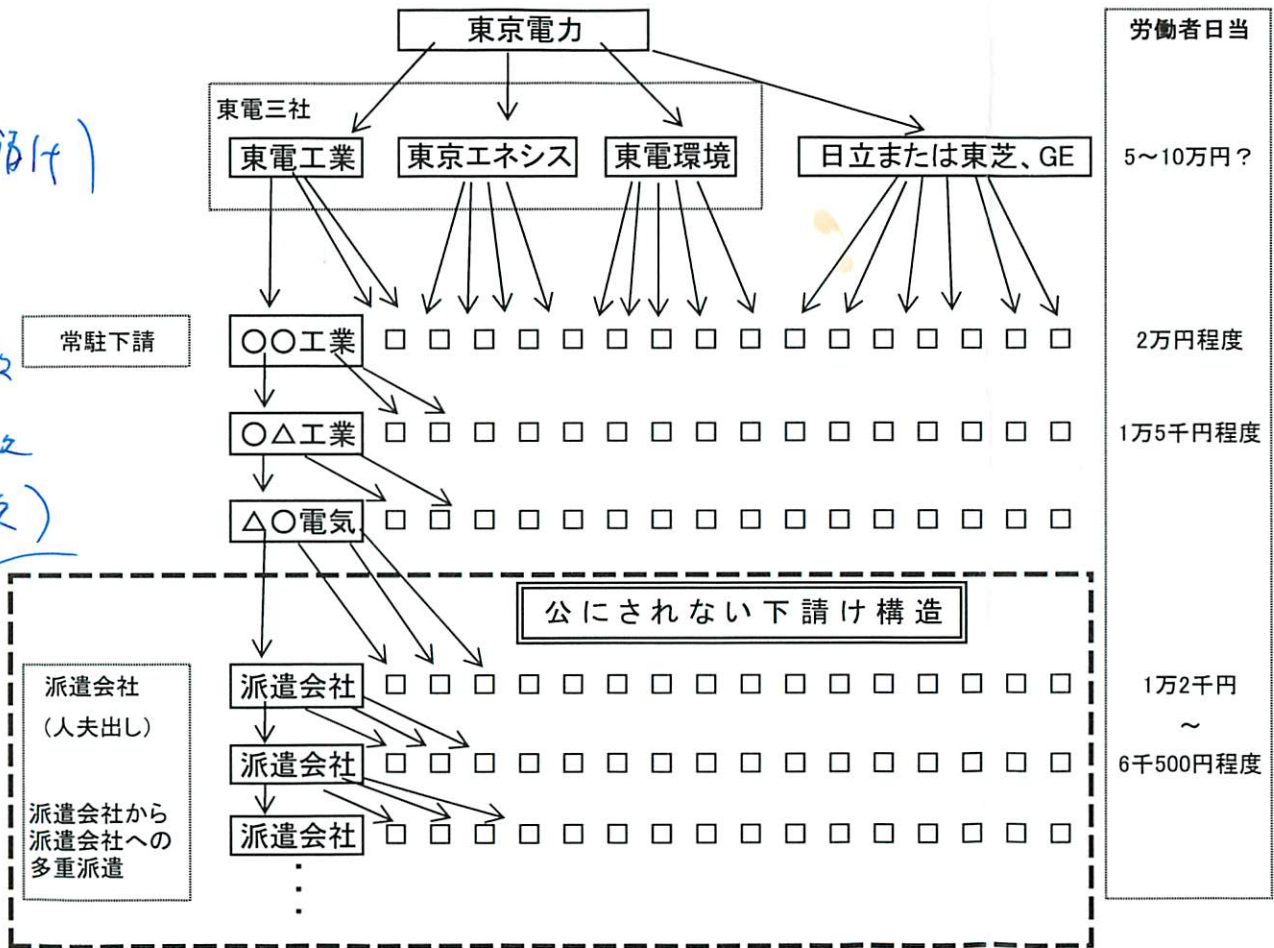 東京電力
労働者日当
東電三社
東電工業
東京エネシス
東電環境
日立または東芝、GE
5～10万円？
常駐下請
○○工業 □ □ □ □ □ □ □ □ □ □ □ □ □ □ □ □
2万円程度
○△工業 □ □ □ □ □ □ □ □ □ □ □ □ □ □ □ □
1万5千円程度
△○電気 □ □ □ □ □ □ □ □ □ □ □ □ □ □ □ □
公にされない下請け構造
派遣会社
（人夫出し）
派遣会社 □ □ □ □ □ □ □ □ □ □ □ □ □ □ □ □
1万2千円
～
6千500円程度
派遣会社 □ □ □ □ □ □ □ □ □ □ □ □ □ □ □ □
派遣会社から
派遣会社への
多重派遣
派遣会社 □ □ □ □ □ □ □ □ □ □ □ □ □ □ □ □